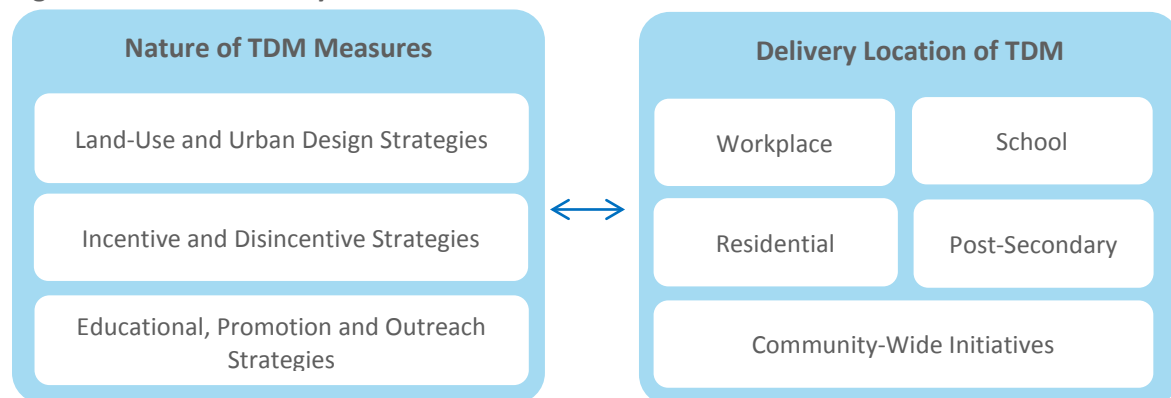 Nature of TDM Measures
Land-Use and Urban Design Strategies
Incentive and Disincentive Strategies
Educational, Promotion and Outreach
Strategies
Delivery Location of TDM
Workplace
School
Residential
Post-Secondary
Community-Wide Initiatives